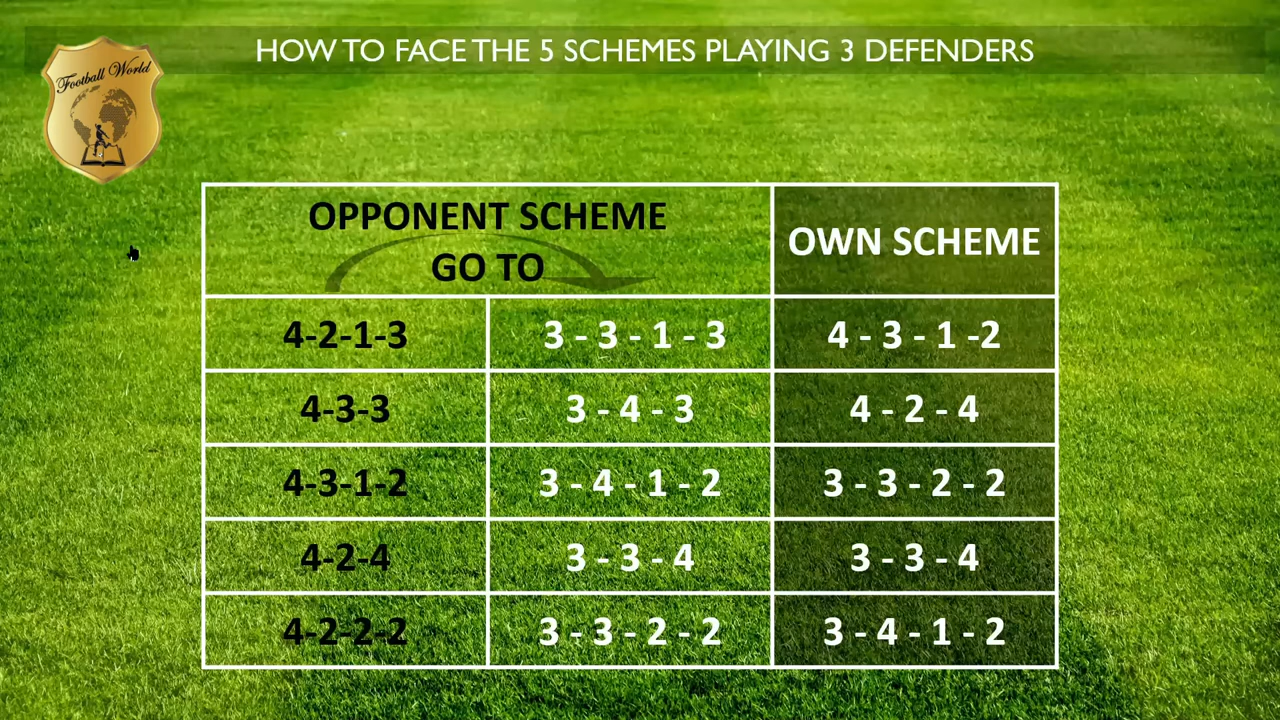 HOW TO FACE THE 5 SCHEMES PLAYING 3 DEFENDERS
Football World
OPPONENT SCHEME
GO TO
OWN SCHEME
4-2-1-3 3 - 3 - 1 - 3 4 - 3 - 1 -2
4-3-3 3 - 4 - 3 4 - 2 - 4
4-3-1-2 3 - 4 - 1 - 2 3 - 3 - 2 - 2
4-2-4 3 - 3 - 4 3 - 3 - 4
4-2-2-2 3 - 3 - 2 - 2 3 - 4 - 1 - 2